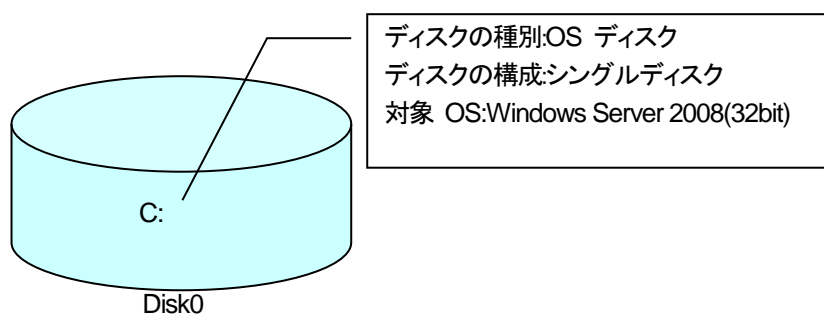 ディスクの種別:OS ディスク
ディスクの構成:シングルディスク
対象 OS:Windows Server 2008(32bit)
C:
Disk0